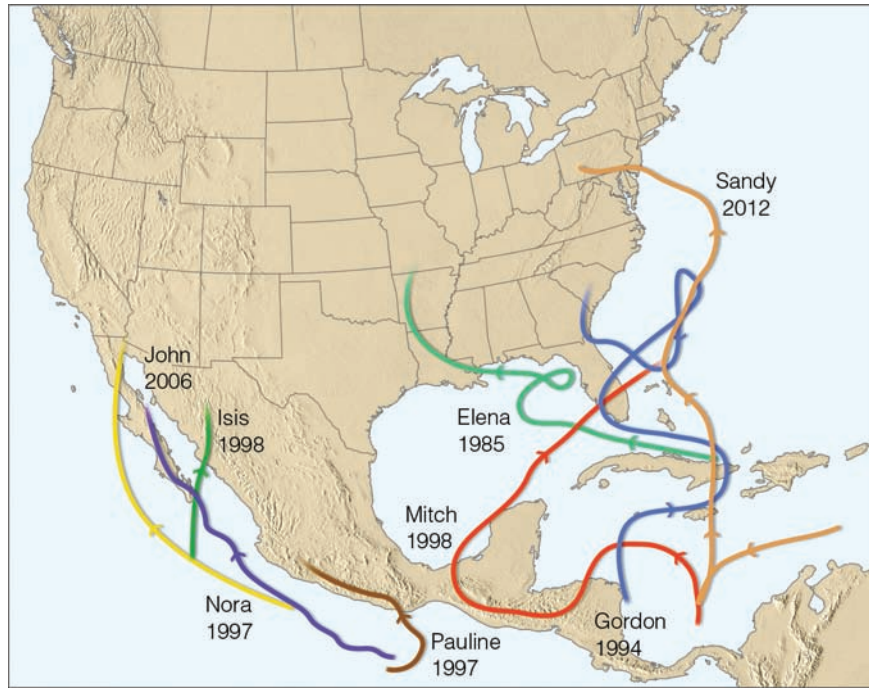 Sandy
2012
John
2006
Isis
1998
Elena
1985
Mitch
1998
Nora
1997
Pauline
1997
Gordon
1994